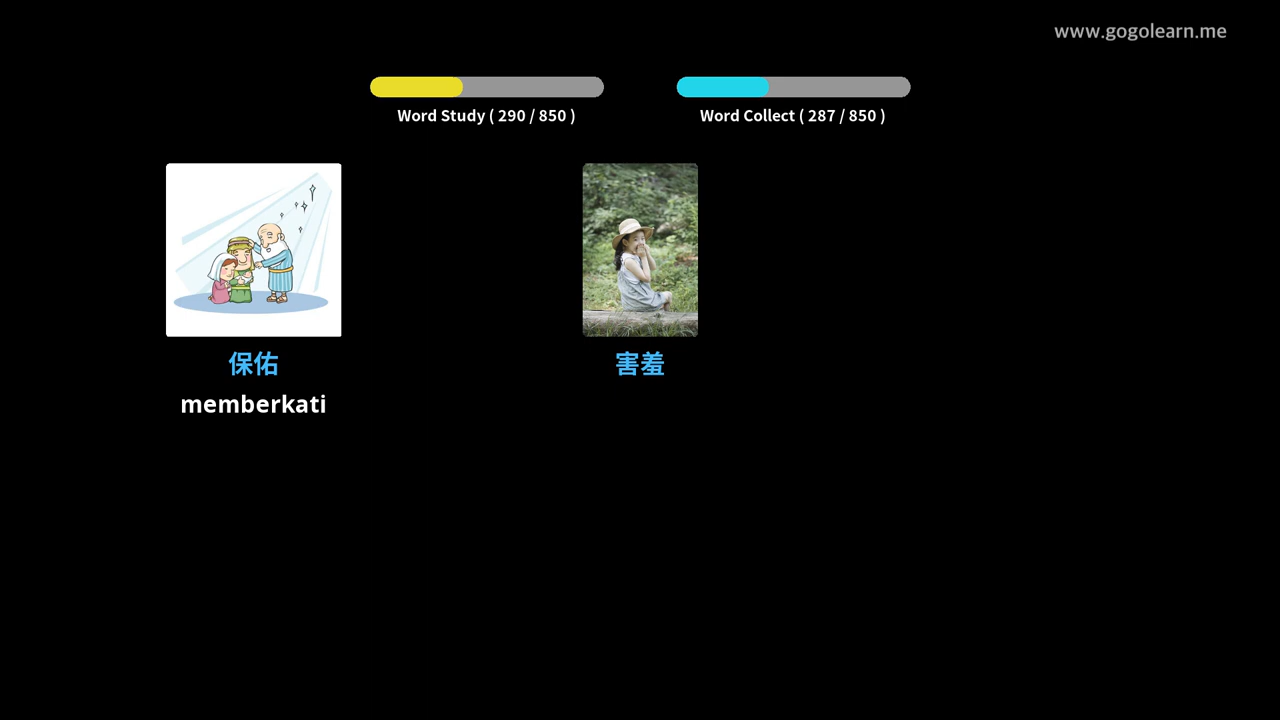 www.gogolearn.me
Word Study ( 290 / 850 )
Word Collect ( 287 / 850 )
保佑
害羞
memberkati